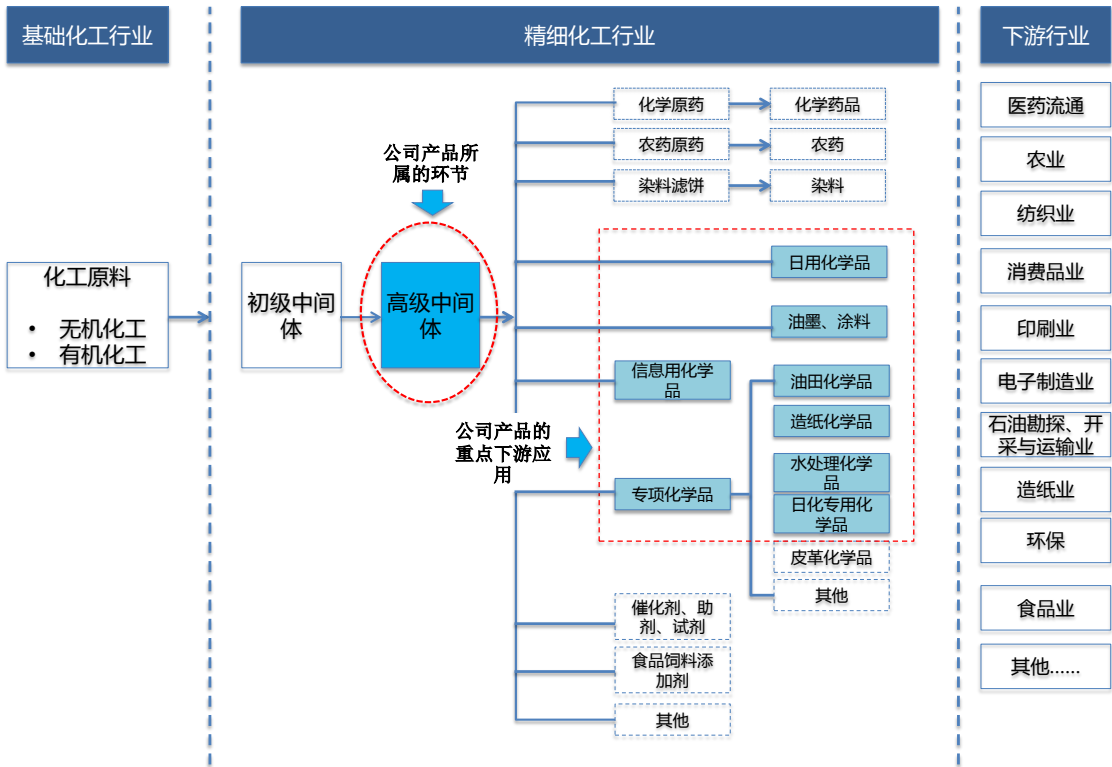 基础化工行业
精细化工行业
下游行业
化工原料
• 无机化工
• 有机化工
初级中间
体
公司产品所
属的环节
高级中间
体
化学原药
化学药品
农药原药
农药
染料滤饼
染料
日用化学品
油墨、涂料
信息用化学
品
公司产品的
重点下游应
用
专项化学品
油田化学品
造纸化学品
水处理化学
品
日化专用化
学品
皮革化学品
其他
催化剂、助
剂、试剂
食品饲料添
加剂
其他
医药流通
农业
纺织业
消费品业
印刷业
电子制造业
石油勘探、开
采与运输业
造纸业
环保
食品业
其他……